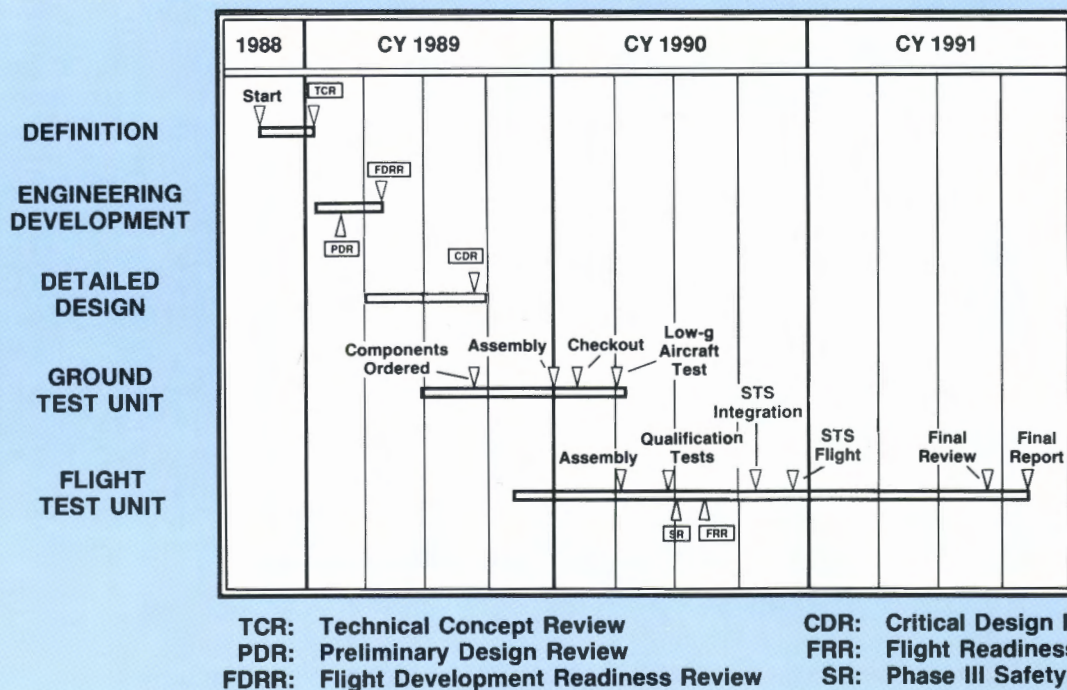 1988 CY 1989 CY 1990 CY 1991
Start TCR
DEFINITION
FDRR
ENGINEERING
DEVELOPMENT
PDR
CDR
DETAILED
DESIGN
Components
Ordered
Assembly
Checkout
Low-g
Aircraft
Test
GROUND
TEST UNIT
STS
Integration
Assembly
Qualification
Tests
STS
Flight
Final
Review
Final
Report
FLIGHT
TEST UNIT
SR FRR
TCR: Technical Concept Review
PDR: Preliminary Design Review
FDRR: Flight Development Readiness Review
CDR: Critical Design
FRR: Flight Readiness
SR: Phase III Safety